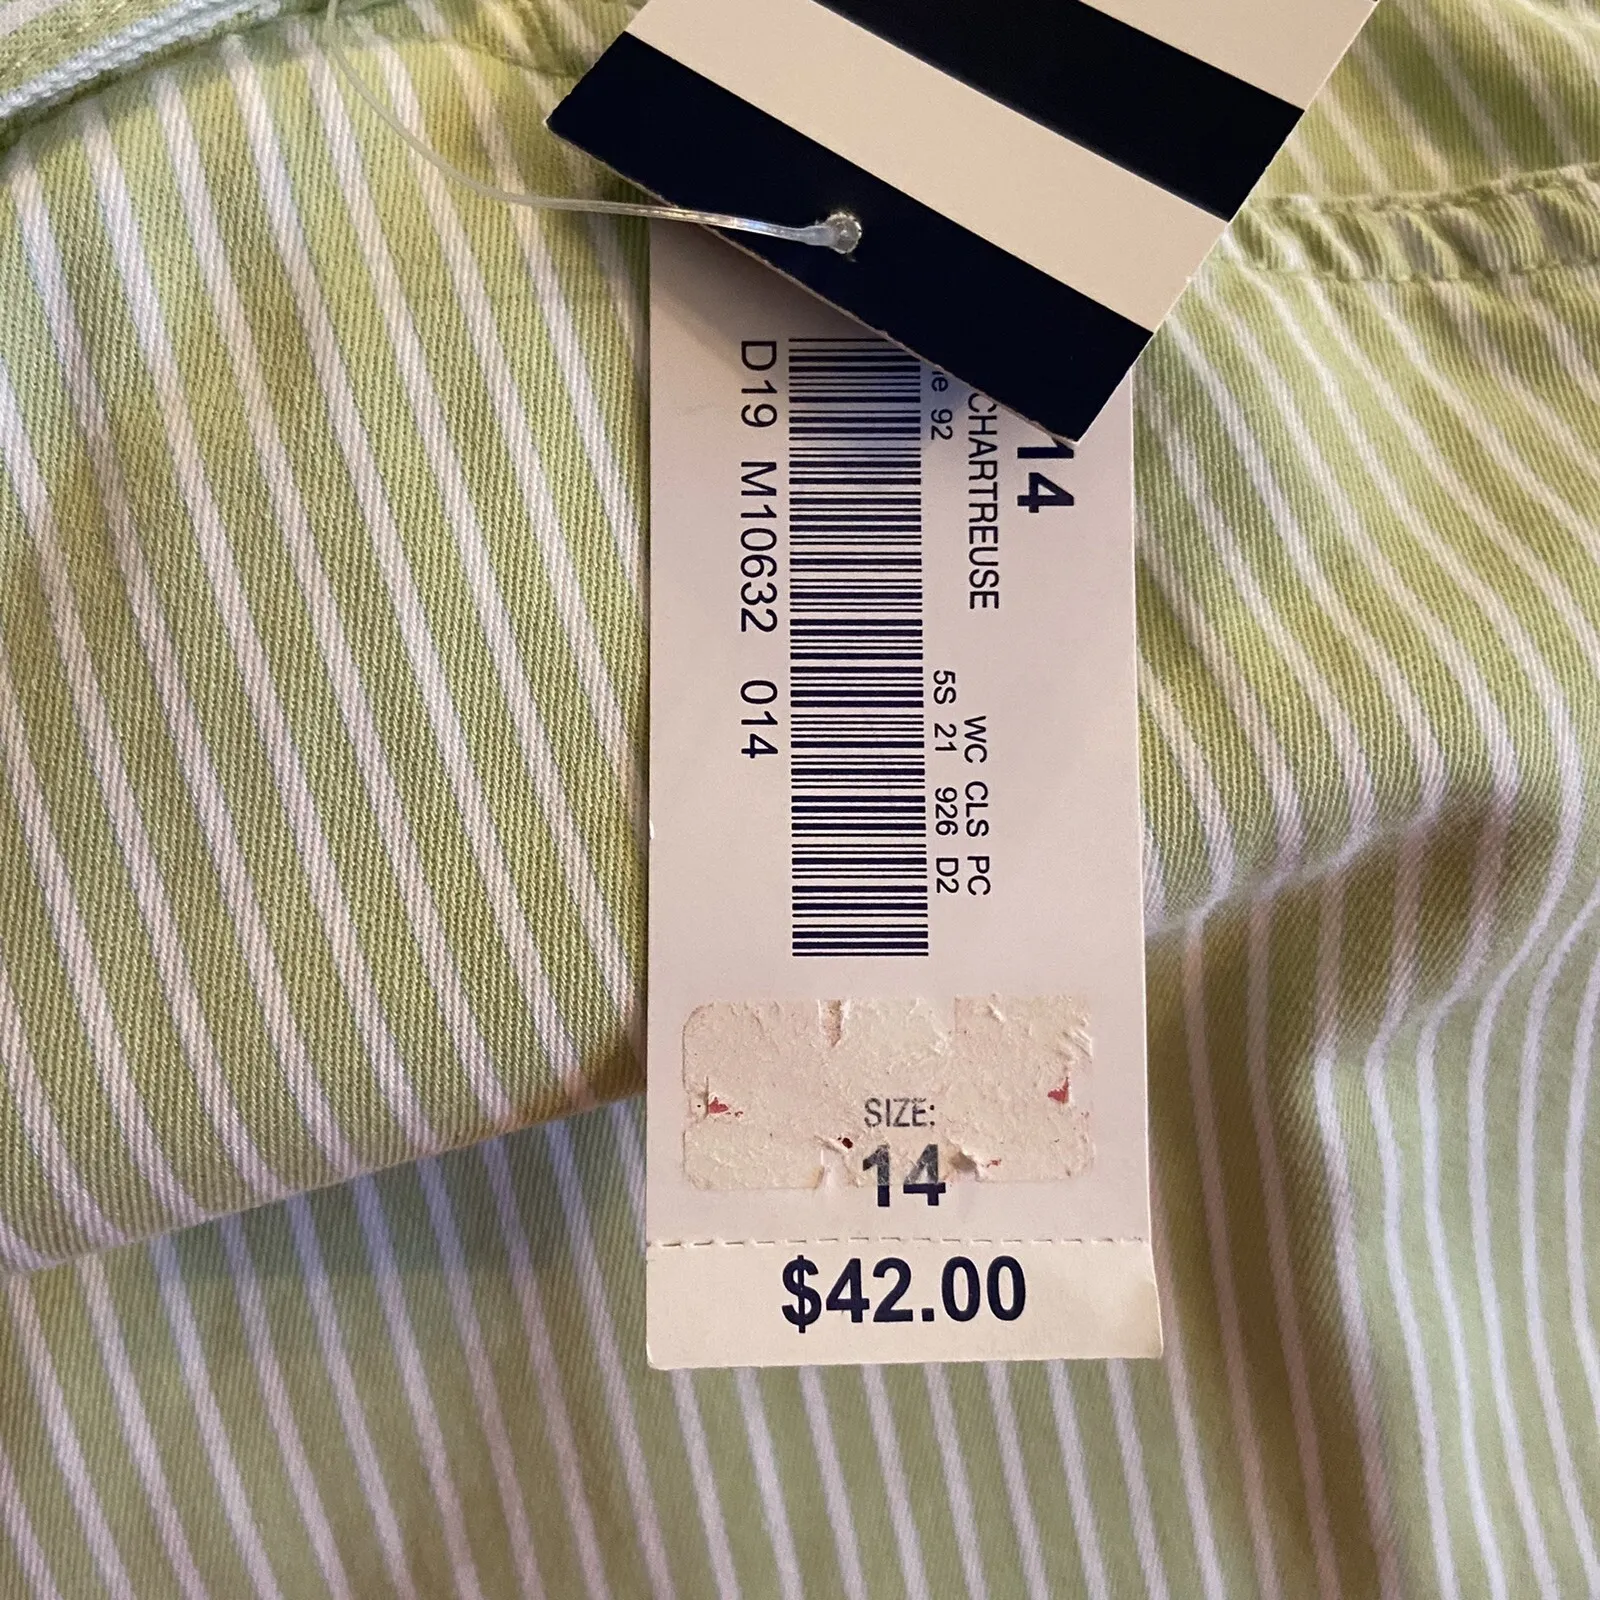 14
CHARTREUSE WC CLS PC
92 5S 21 926 D2
D19 M10632 014
SIZE:
14
$42.00